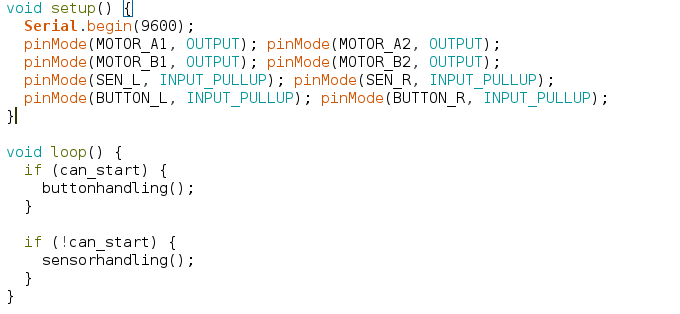 void setup() {
  Serial.begin(9600);
  pinMode(MOTOR_A1, OUTPUT); pinMode(MOTOR_A2, OUTPUT);
  pinMode(MOTOR_B1, OUTPUT); pinMode(MOTOR_B2, OUTPUT);
  pinMode(SEN_L, INPUT_PULLUP); pinMode(SEN_R, INPUT_PULLUP);
  pinMode(BUTTON_L, INPUT_PULLUP); pinMode(BUTTON_R, INPUT_PULLUP);
}

void loop() {
  if (can_start) {
    buttonhandling();
  }

  if (!can_start) {
    sensorhandling();
  }
}